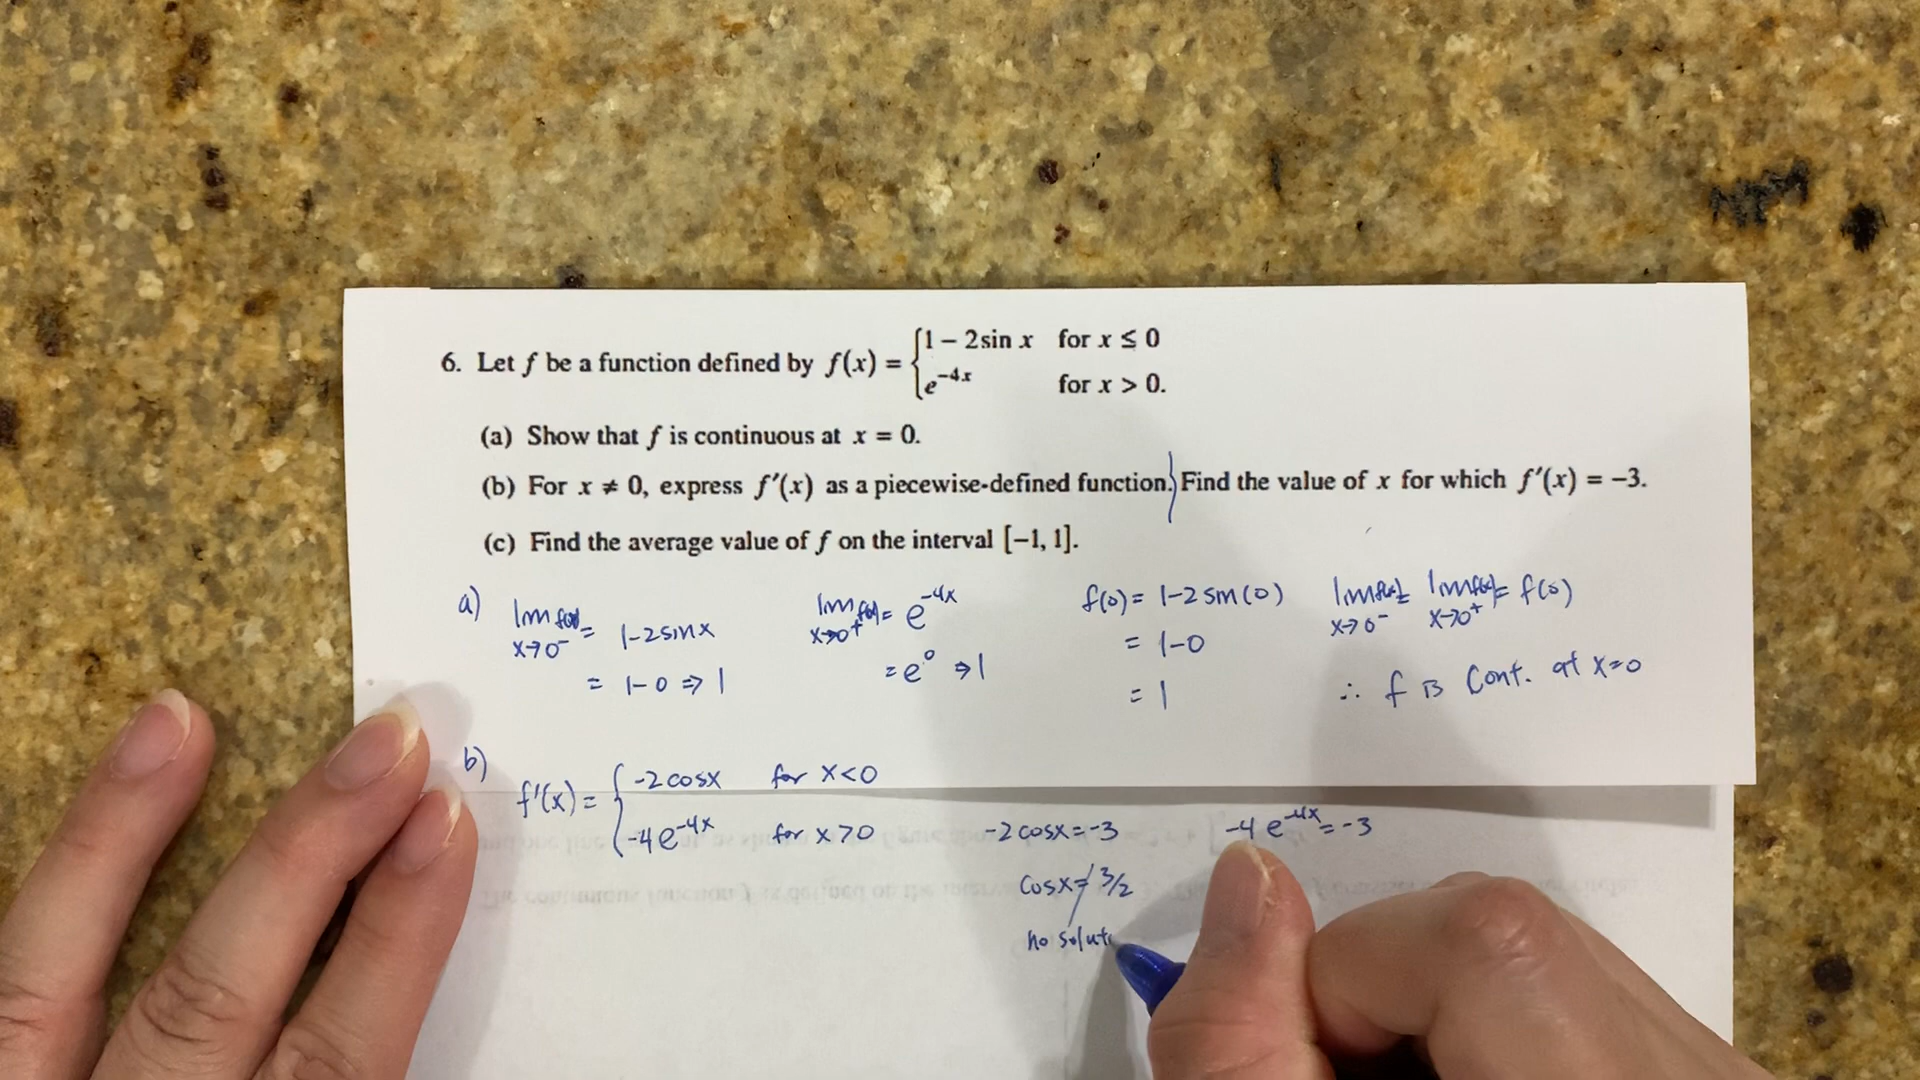 6. Let f be a function defined by f(x) = { 1 − 2sin x for x ≤ 0
e^{-4x} for x > 0.
(a) Show that f is continuous at x = 0.
(b) For x ≠ 0, express f′(x) as a piecewise-defined function. Find the value of x for which f′(x) = −3.
(c) Find the average value of f on the interval [−1, 1].
a) lim f(x) = 1-2sinx
x→0⁻
= 1-0 ⇒ 1
lim f(x) = e^{-4x}
x→0⁺
= e⁰ ⇒ 1
f(0) = 1-2sin(0)
= 1-0
= 1
lim f(x) = lim f(x) = f(0)
x→0⁻ x→0⁺
∴ f is Cont. at x=0
b) f'(x) = { -2cosx for x<0
-4e^{-4x} for x>0
-2cosx = -3
cosx ≠ 3/2
no soluti
-4e^{-4x} = -3